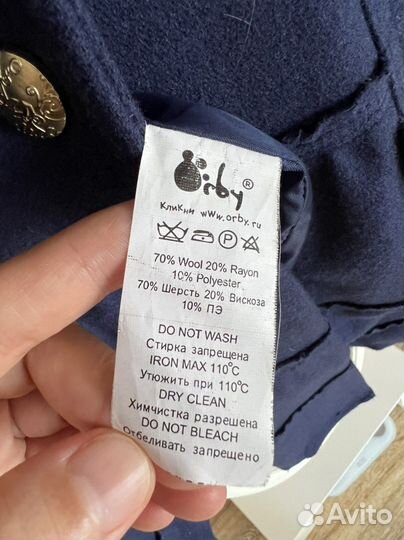 Orby ®
Кликни www.orby.ru
70% Wool 20% Rayon
10% Polyester
70% Шерсть 20% Вискоза
10% ПЭ
DO NOT WASH
Стирка запрещена
IRON MAX 110°C
Утюжить при 110°C
DRY CLEAN
Химчистка разрешена
DO NOT BLEACH
Отбеливать запрещено
Avito